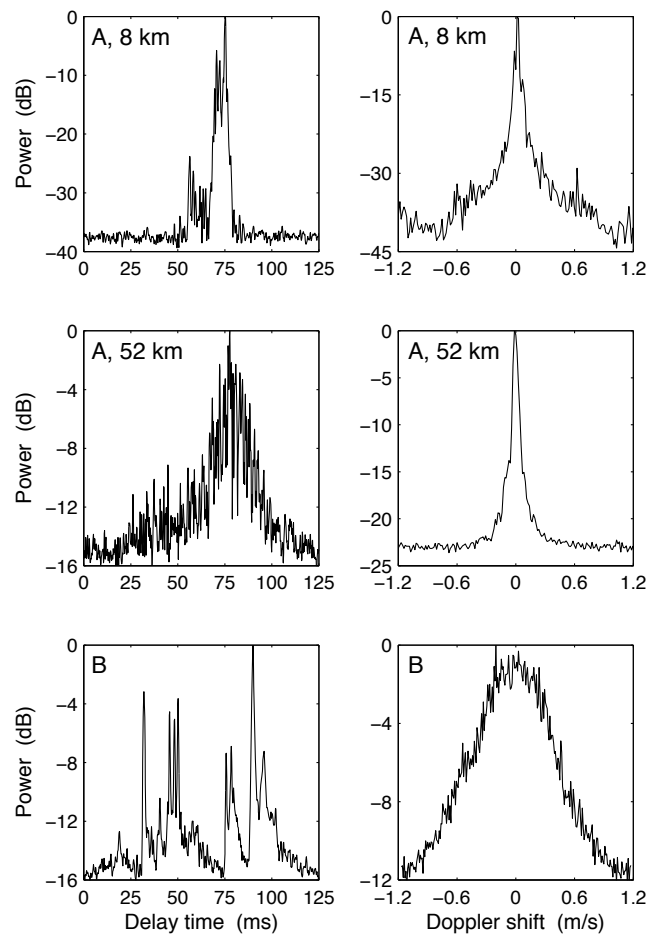 A, 8 km
Power (dB)
0
−10
−20
−30
−40
0 25 50 75 100 125
A, 8 km
0
−15
−30
−45
−1.2 −0.6 0 0.6 1.2
A, 52 km
Power (dB)
0
−4
−8
−12
−16
0 25 50 75 100 125
A, 52 km
0
−5
−10
−15
−20
−25
−1.2 −0.6 0 0.6 1.2
B
Power (dB)
0
−4
−8
−12
−16
0 25 50 75 100 125
Delay time (ms)
B
0
−4
−8
−12
−1.2 −0.6 0 0.6 1.2
Doppler shift (m/s)